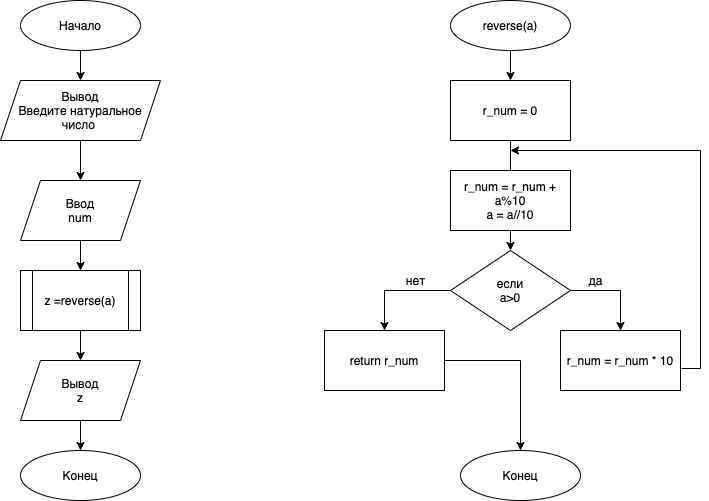 Начало
Вывод
Введите натуральное
число
Ввод
num
z =reverse(a)
Вывод
z
Конец
reverse(a)
r_num = 0
r_num = r_num +
a%10
a = a//10
если
a>0
нет
да
return r_num
r_num = r_num * 10
Конец